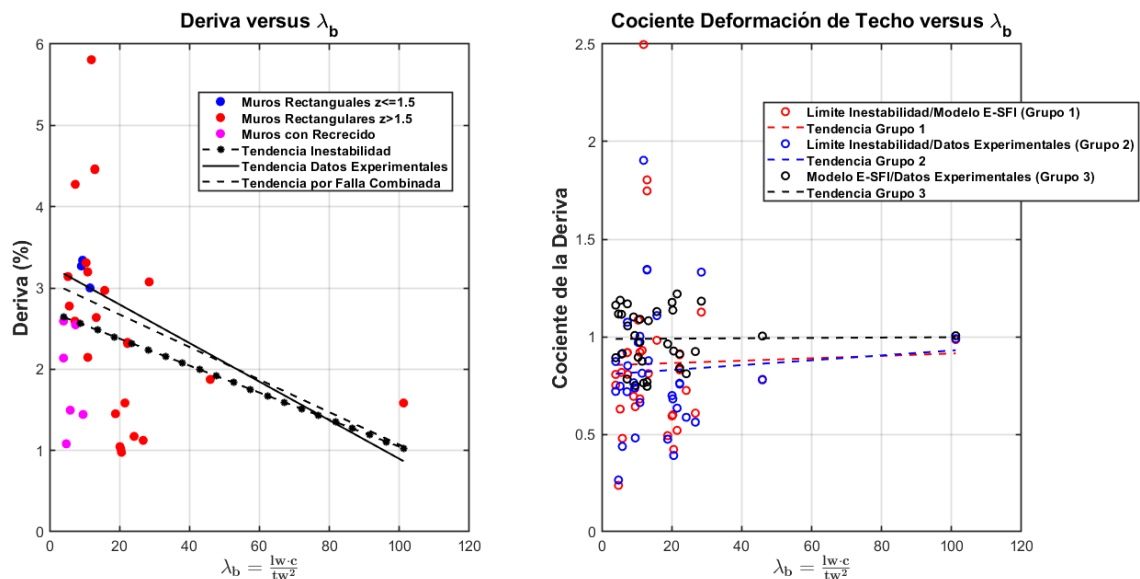 Deriva versus λb
Deriva (%)
6
5
4
3
2
1
0
0 20 40 60 80 100 120
λb = lw·c/tw²
Muros Rectanguales z<=1.5
Muros Rectangulares z>1.5
Muros con Recrecido
Tendencia Inestabilidad
Tendencia Datos Experimentales
Tendencia por Falla Combinada
Cociente Deformación de Techo versus λb
Cociente de la Deriva
2.5
2
1.5
1
0.5
0
0 20 40 60 80 100 120
λb = lw·c/tw²
Límite Inestabilidad/Modelo E-SFI (Grupo 1)
Tendencia Grupo 1
Límite Inestabilidad/Datos Experimentales (Grupo 2)
Tendencia Grupo 2
Modelo E-SFI/Datos Experimentales (Grupo 3)
Tendencia Grupo 3